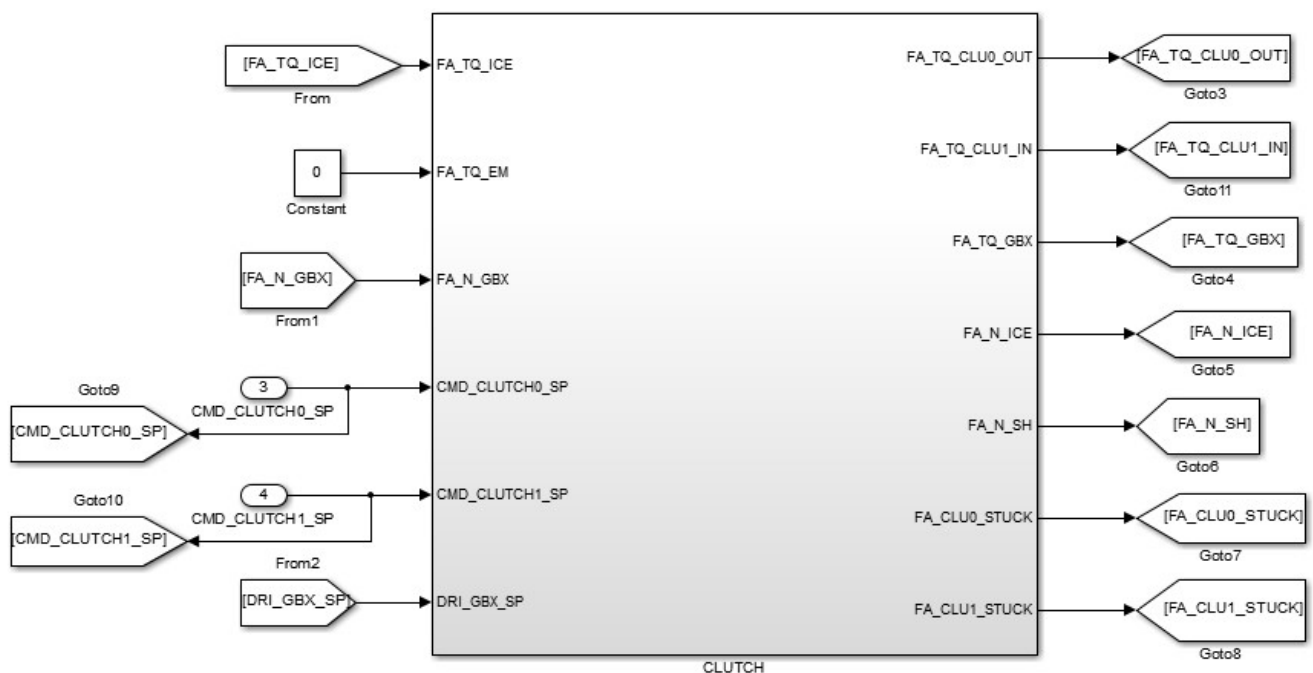 [FA_TQ_ICE]
From
FA_TQ_ICE
FA_TQ_CLU0_OUT
[FA_TQ_CLU0_OUT]
Goto3
0
Constant
FA_TQ_EM
FA_TQ_CLU1_IN
[FA_TQ_CLU1_IN]
Goto11
[FA_N_GBX]
From1
FA_N_GBX
FA_TQ_GBX
[FA_TQ_GBX]
Goto4
FA_N_ICE
[FA_N_ICE]
Goto5
Goto9
[CMD_CLUTCH0_SP]
3
CMD_CLUTCH0_SP
CMD_CLUTCH0_SP
FA_N_SH
[FA_N_SH]
Goto6
Goto10
[CMD_CLUTCH1_SP]
4
CMD_CLUTCH1_SP
CMD_CLUTCH1_SP
FA_CLU0_STUCK
[FA_CLU0_STUCK]
Goto7
From2
[DRI_GBX_SP]
DRI_GBX_SP
FA_CLU1_STUCK
[FA_CLU1_STUCK]
Goto8
CLUTCH